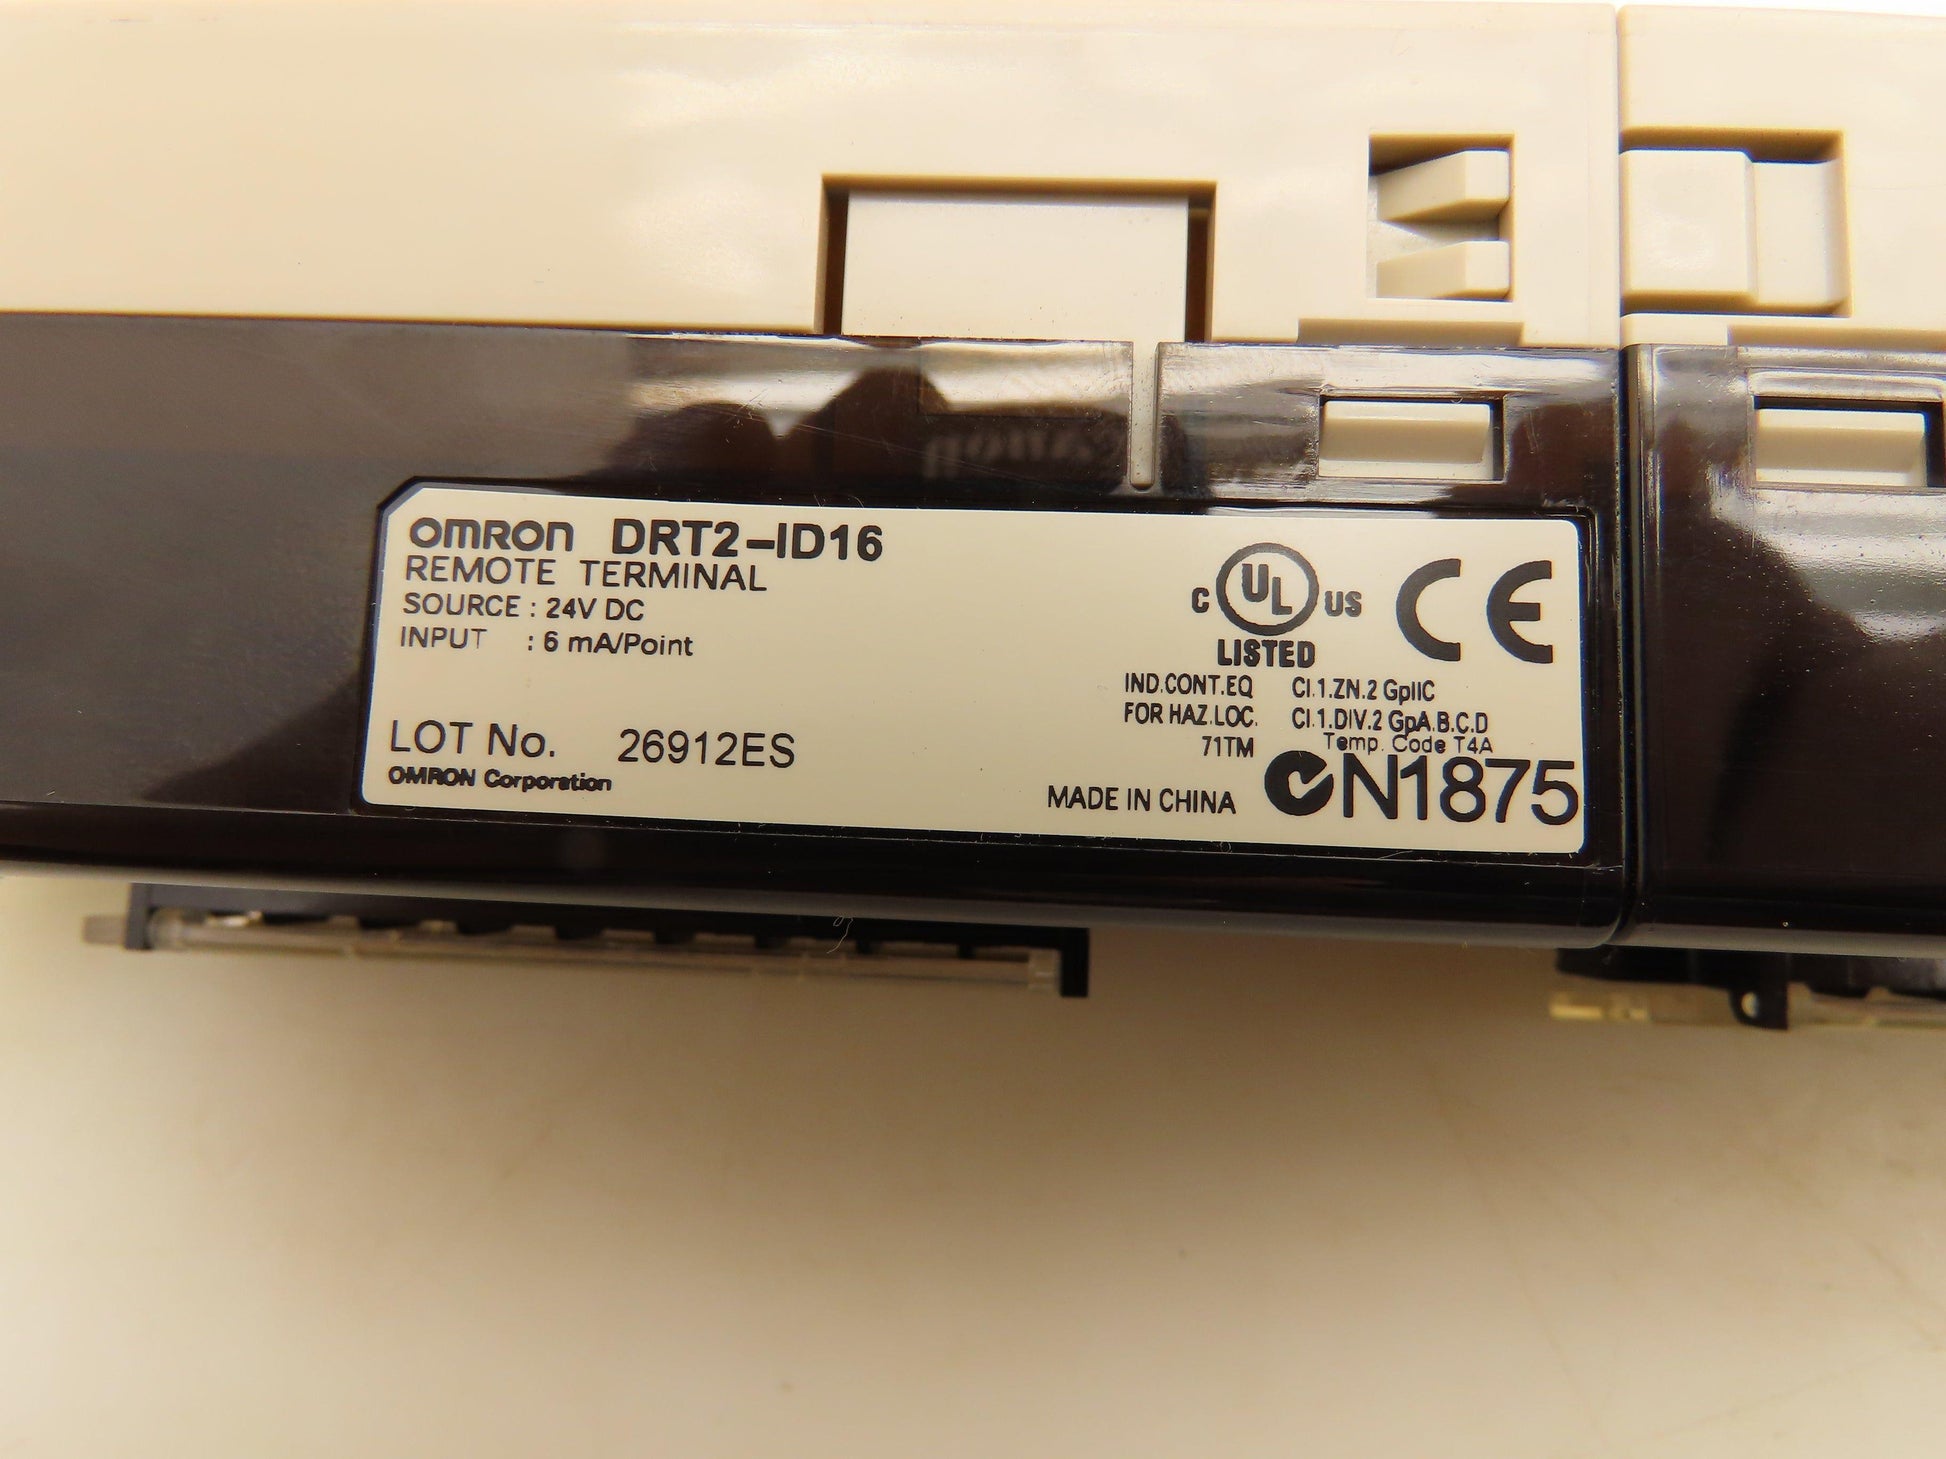 OMRON DRT2-ID16
REMOTE TERMINAL
SOURCE : 24V DC
INPUT : 6 mA/Point
LOT No. 26912ES
OMRON Corporation
C UL US
LISTED
CE
IND.CONT.EQ Cl.1.ZN.2 GpIIC
FOR HAZ.LOC. Cl.1.DIV.2 GpA.B.C.D
71TM Temp. Code T4A
MADE IN CHINA N1875